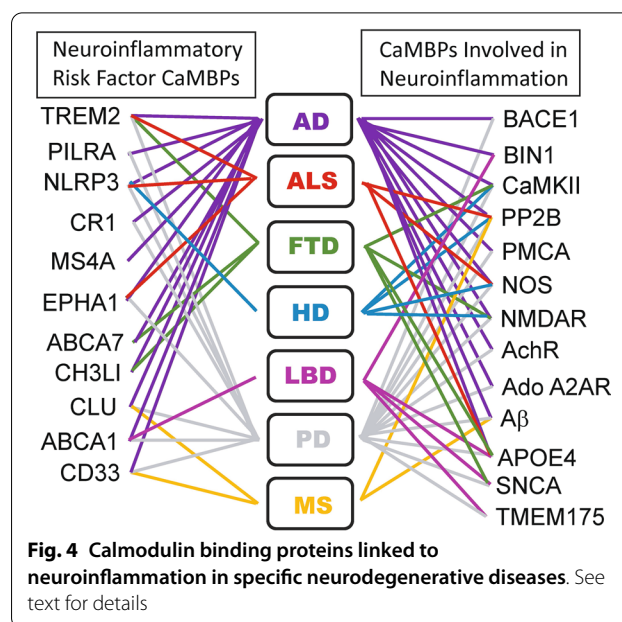 Neuroinflammatory
Risk Factor CaMBPs
CaMBPs Involved in
Neuroinflammation
TREM2
PILRA
NLRP3
CR1
MS4A
EPHA1
ABCA7
CH3LI
CLU
ABCA1
CD33
AD
ALS
FTD
HD
LBD
PD
MS
BACE1
BIN1
CaMKII
PP2B
PMCA
NOS
NMDAR
AchR
Ado A2AR
Aβ
APOE4
SNCA
TMEM175
Fig. 4 Calmodulin binding proteins linked to
neuroinflammation in specific neurodegenerative diseases. See
text for details